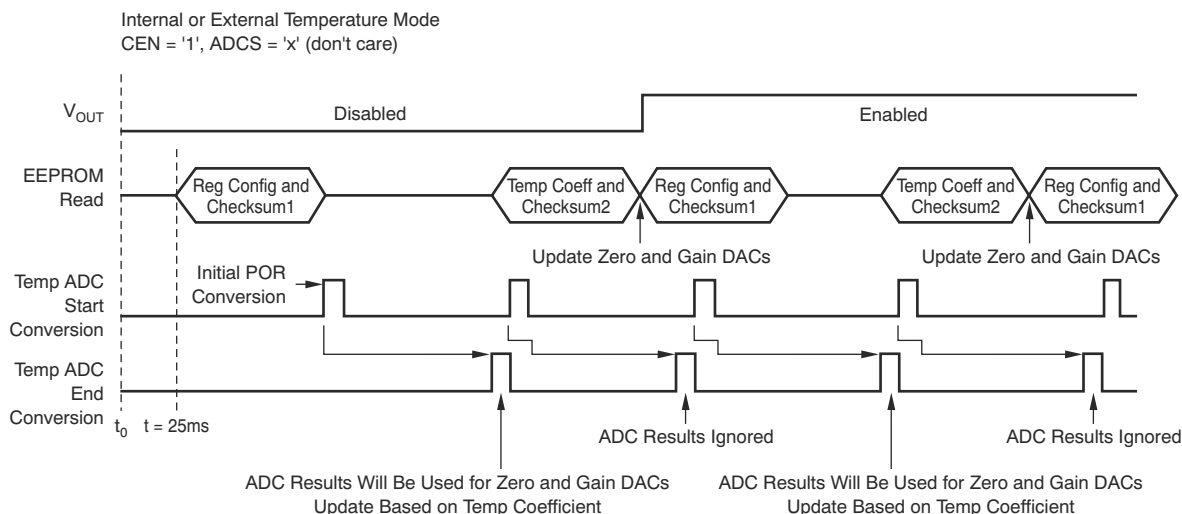 Internal or External Temperature Mode
CEN = '1', ADCS = 'x' (don't care)
VOUT
Disabled
Enabled
EEPROM
Read
Reg Config and
Checksum1
Temp Coeff and
Checksum2
Reg Config and
Checksum1
Temp Coeff and
Checksum2
Reg Config and
Checksum1
Update Zero and Gain DACs
Update Zero and Gain DACs
Initial POR
Conversion
Temp ADC
Start
Conversion
Temp ADC
End
Conversion
t0
t = 25ms
ADC Results Ignored
ADC Results Ignored
ADC Results Will Be Used for Zero and Gain DACs
Update Based on Temp Coefficient
ADC Results Will Be Used for Zero and Gain DACs
Update Based on Temp Coefficient